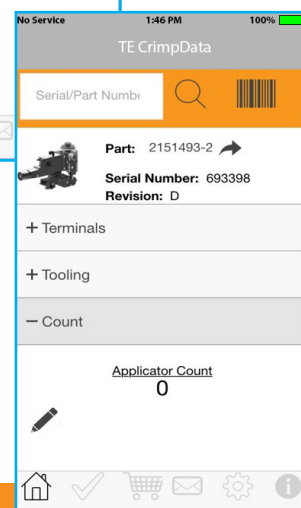 No Service 1:46 PM 100%
TE CrimpData
Serial/Part Numbe
Part: 2151493-2
Serial Number: 693398
Revision: D
+ Terminals
+ Tooling
− Count
Applicator Count
0